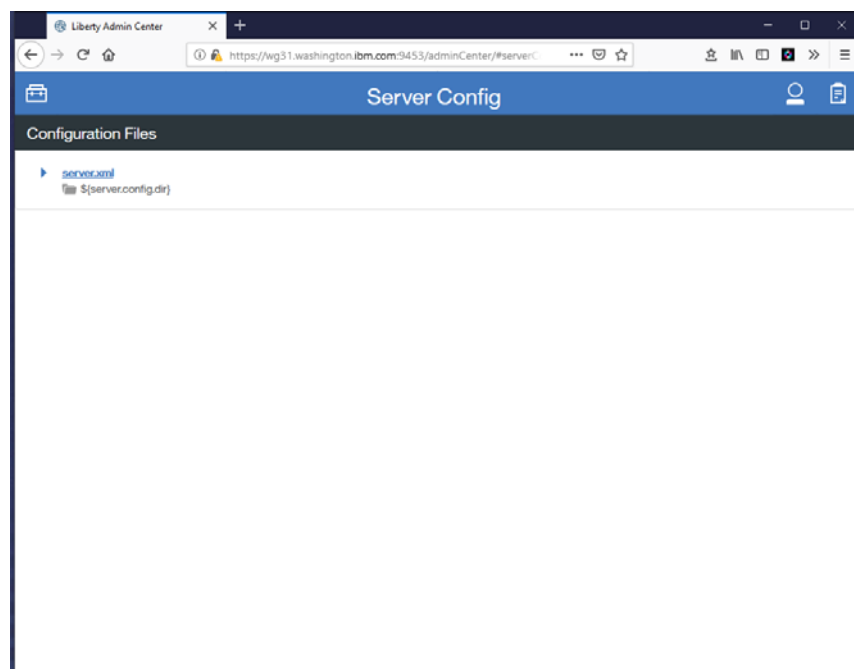 Liberty Admin Center
https://wg31.washington.ibm.com:9453/adminCenter/#server
Server Config
Configuration Files
server.xml
${server.config.dir}